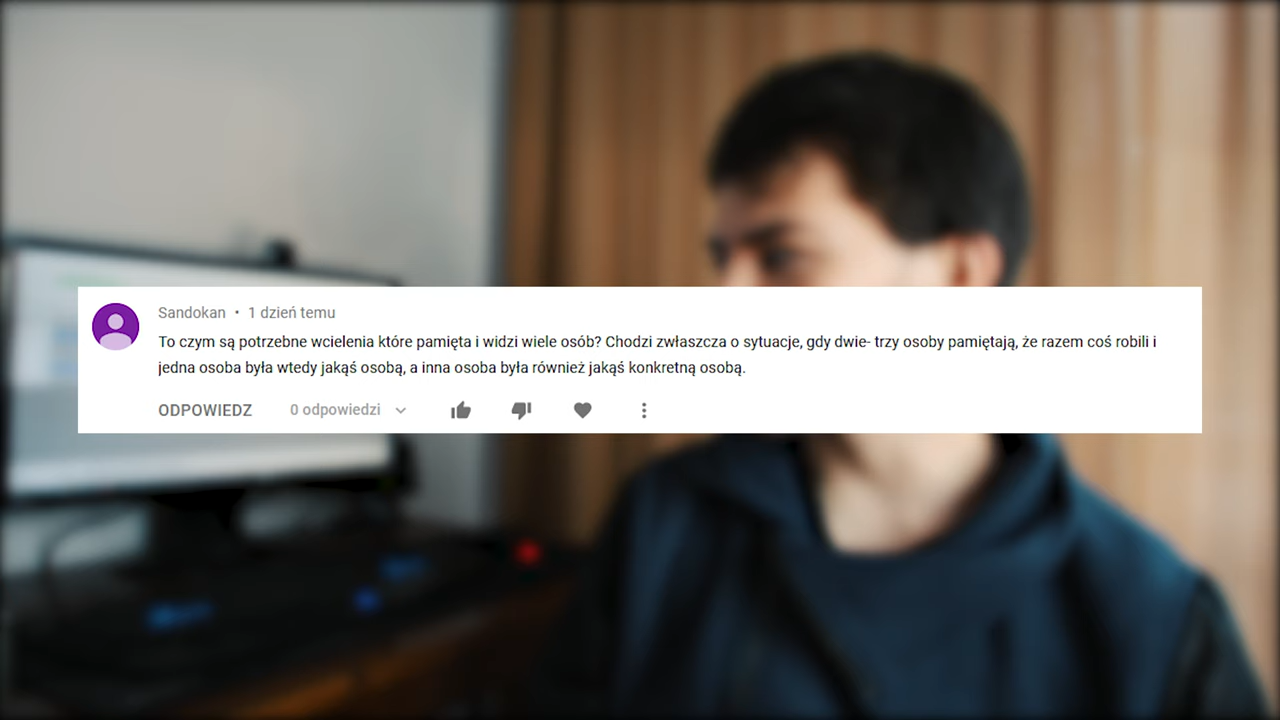 Sandokan • 1 dzień temu
To czym są potrzebne wcielenia które pamięta i widzi wiele osób? Chodzi zwłaszcza o sytuacje, gdy dwie- trzy osoby pamiętają, że razem coś robili i
jedna osoba była wtedy jakąś osobą, a inna osoba była również jakąś konkretną osobą.
ODPOWIEDZ 0 odpowiedzi